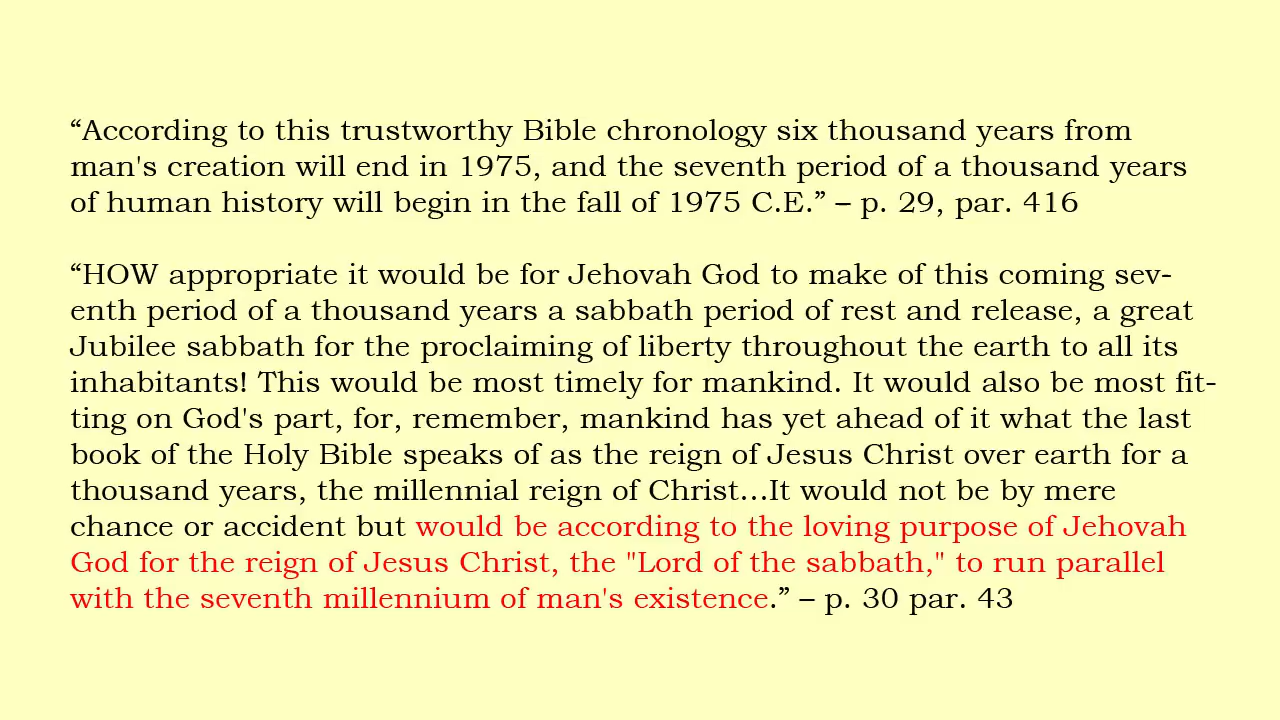 “According to this trustworthy Bible chronology six thousand years from
man's creation will end in 1975, and the seventh period of a thousand years
of human history will begin in the fall of 1975 C.E.” – p. 29, par. 416
“HOW appropriate it would be for Jehovah God to make of this coming sev-
enth period of a thousand years a sabbath period of rest and release, a great
Jubilee sabbath for the proclaiming of liberty throughout the earth to all its
inhabitants! This would be most timely for mankind. It would also be most fit-
ting on God's part, for, remember, mankind has yet ahead of it what the last
book of the Holy Bible speaks of as the reign of Jesus Christ over earth for a
thousand years, the millennial reign of Christ…It would not be by mere
chance or accident but would be according to the loving purpose of Jehovah
God for the reign of Jesus Christ, the "Lord of the sabbath," to run parallel
with the seventh millennium of man's existence.” – p. 30 par. 43